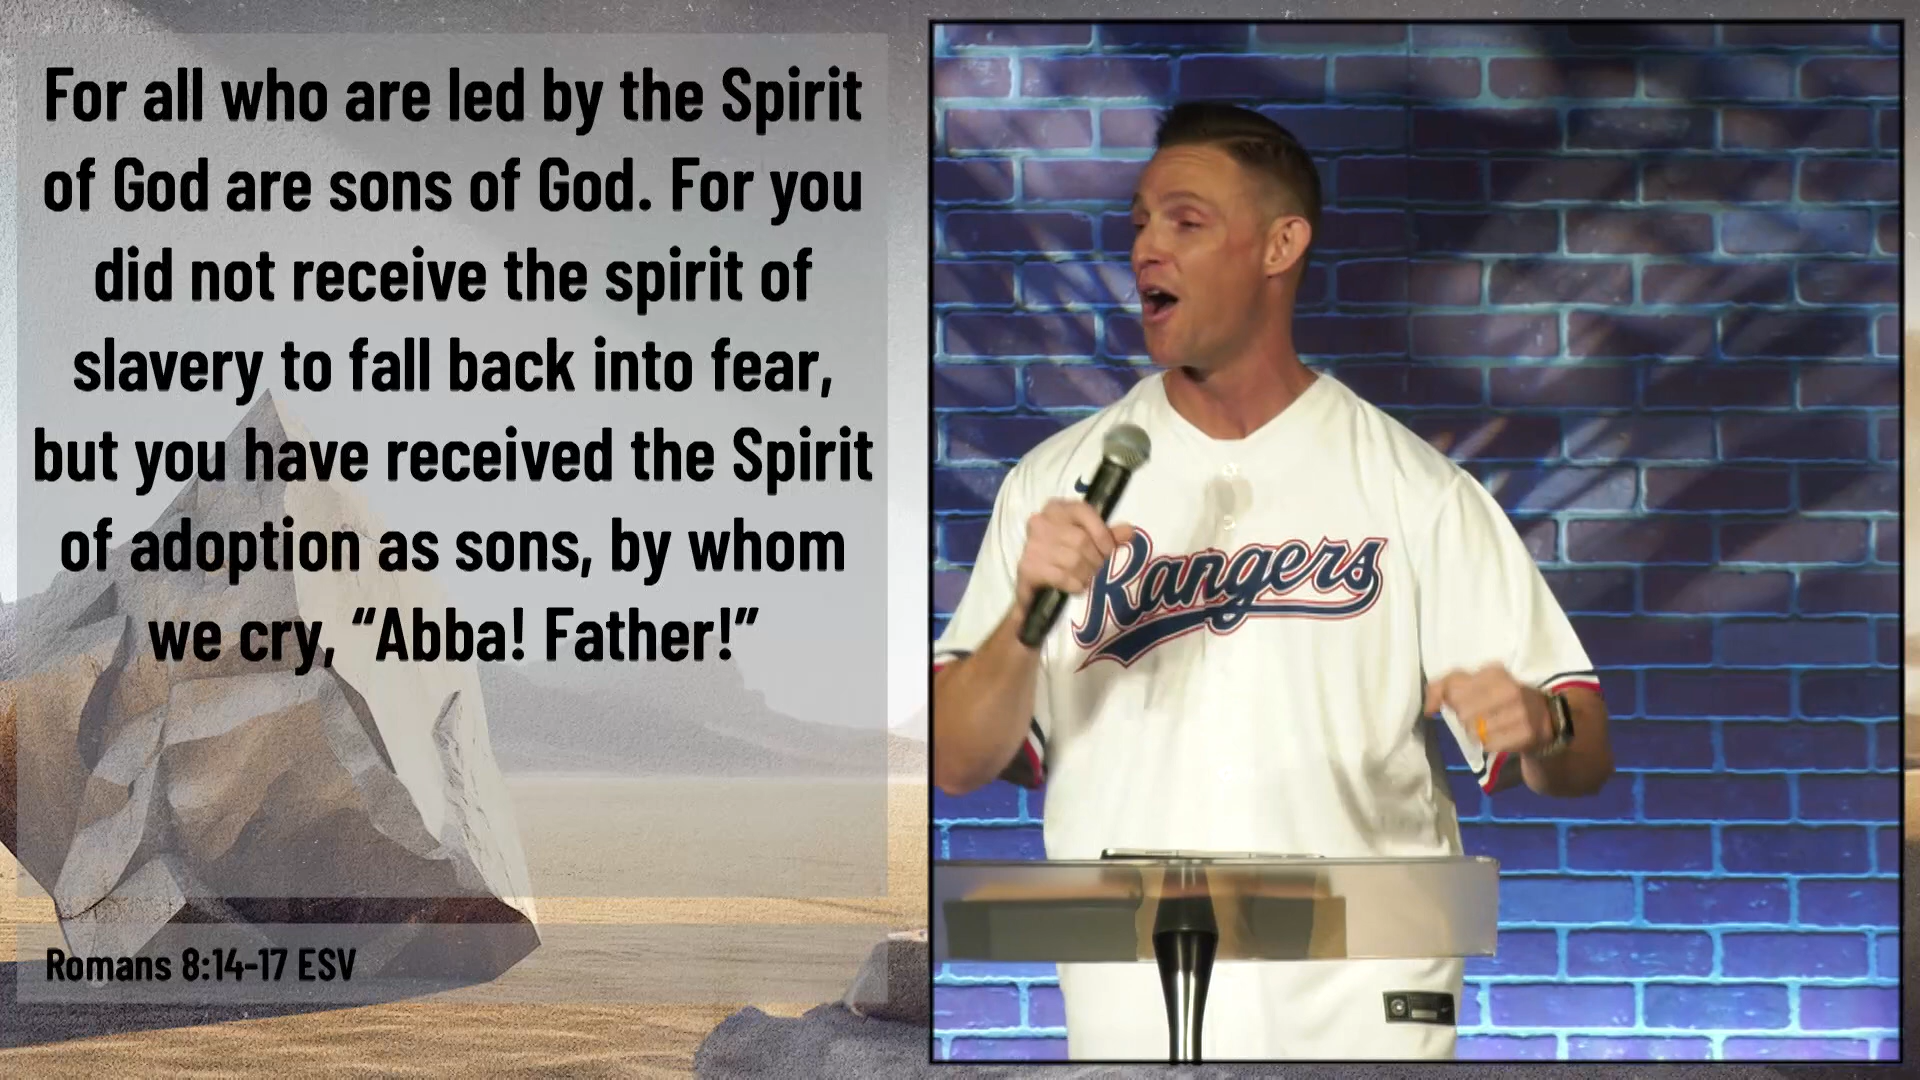 For all who are led by the Spirit
of God are sons of God. For you
did not receive the spirit of
slavery to fall back into fear,
but you have received the Spirit
of adoption as sons, by whom
we cry, “Abba! Father!”
Romans 8:14-17 ESV
Rangers